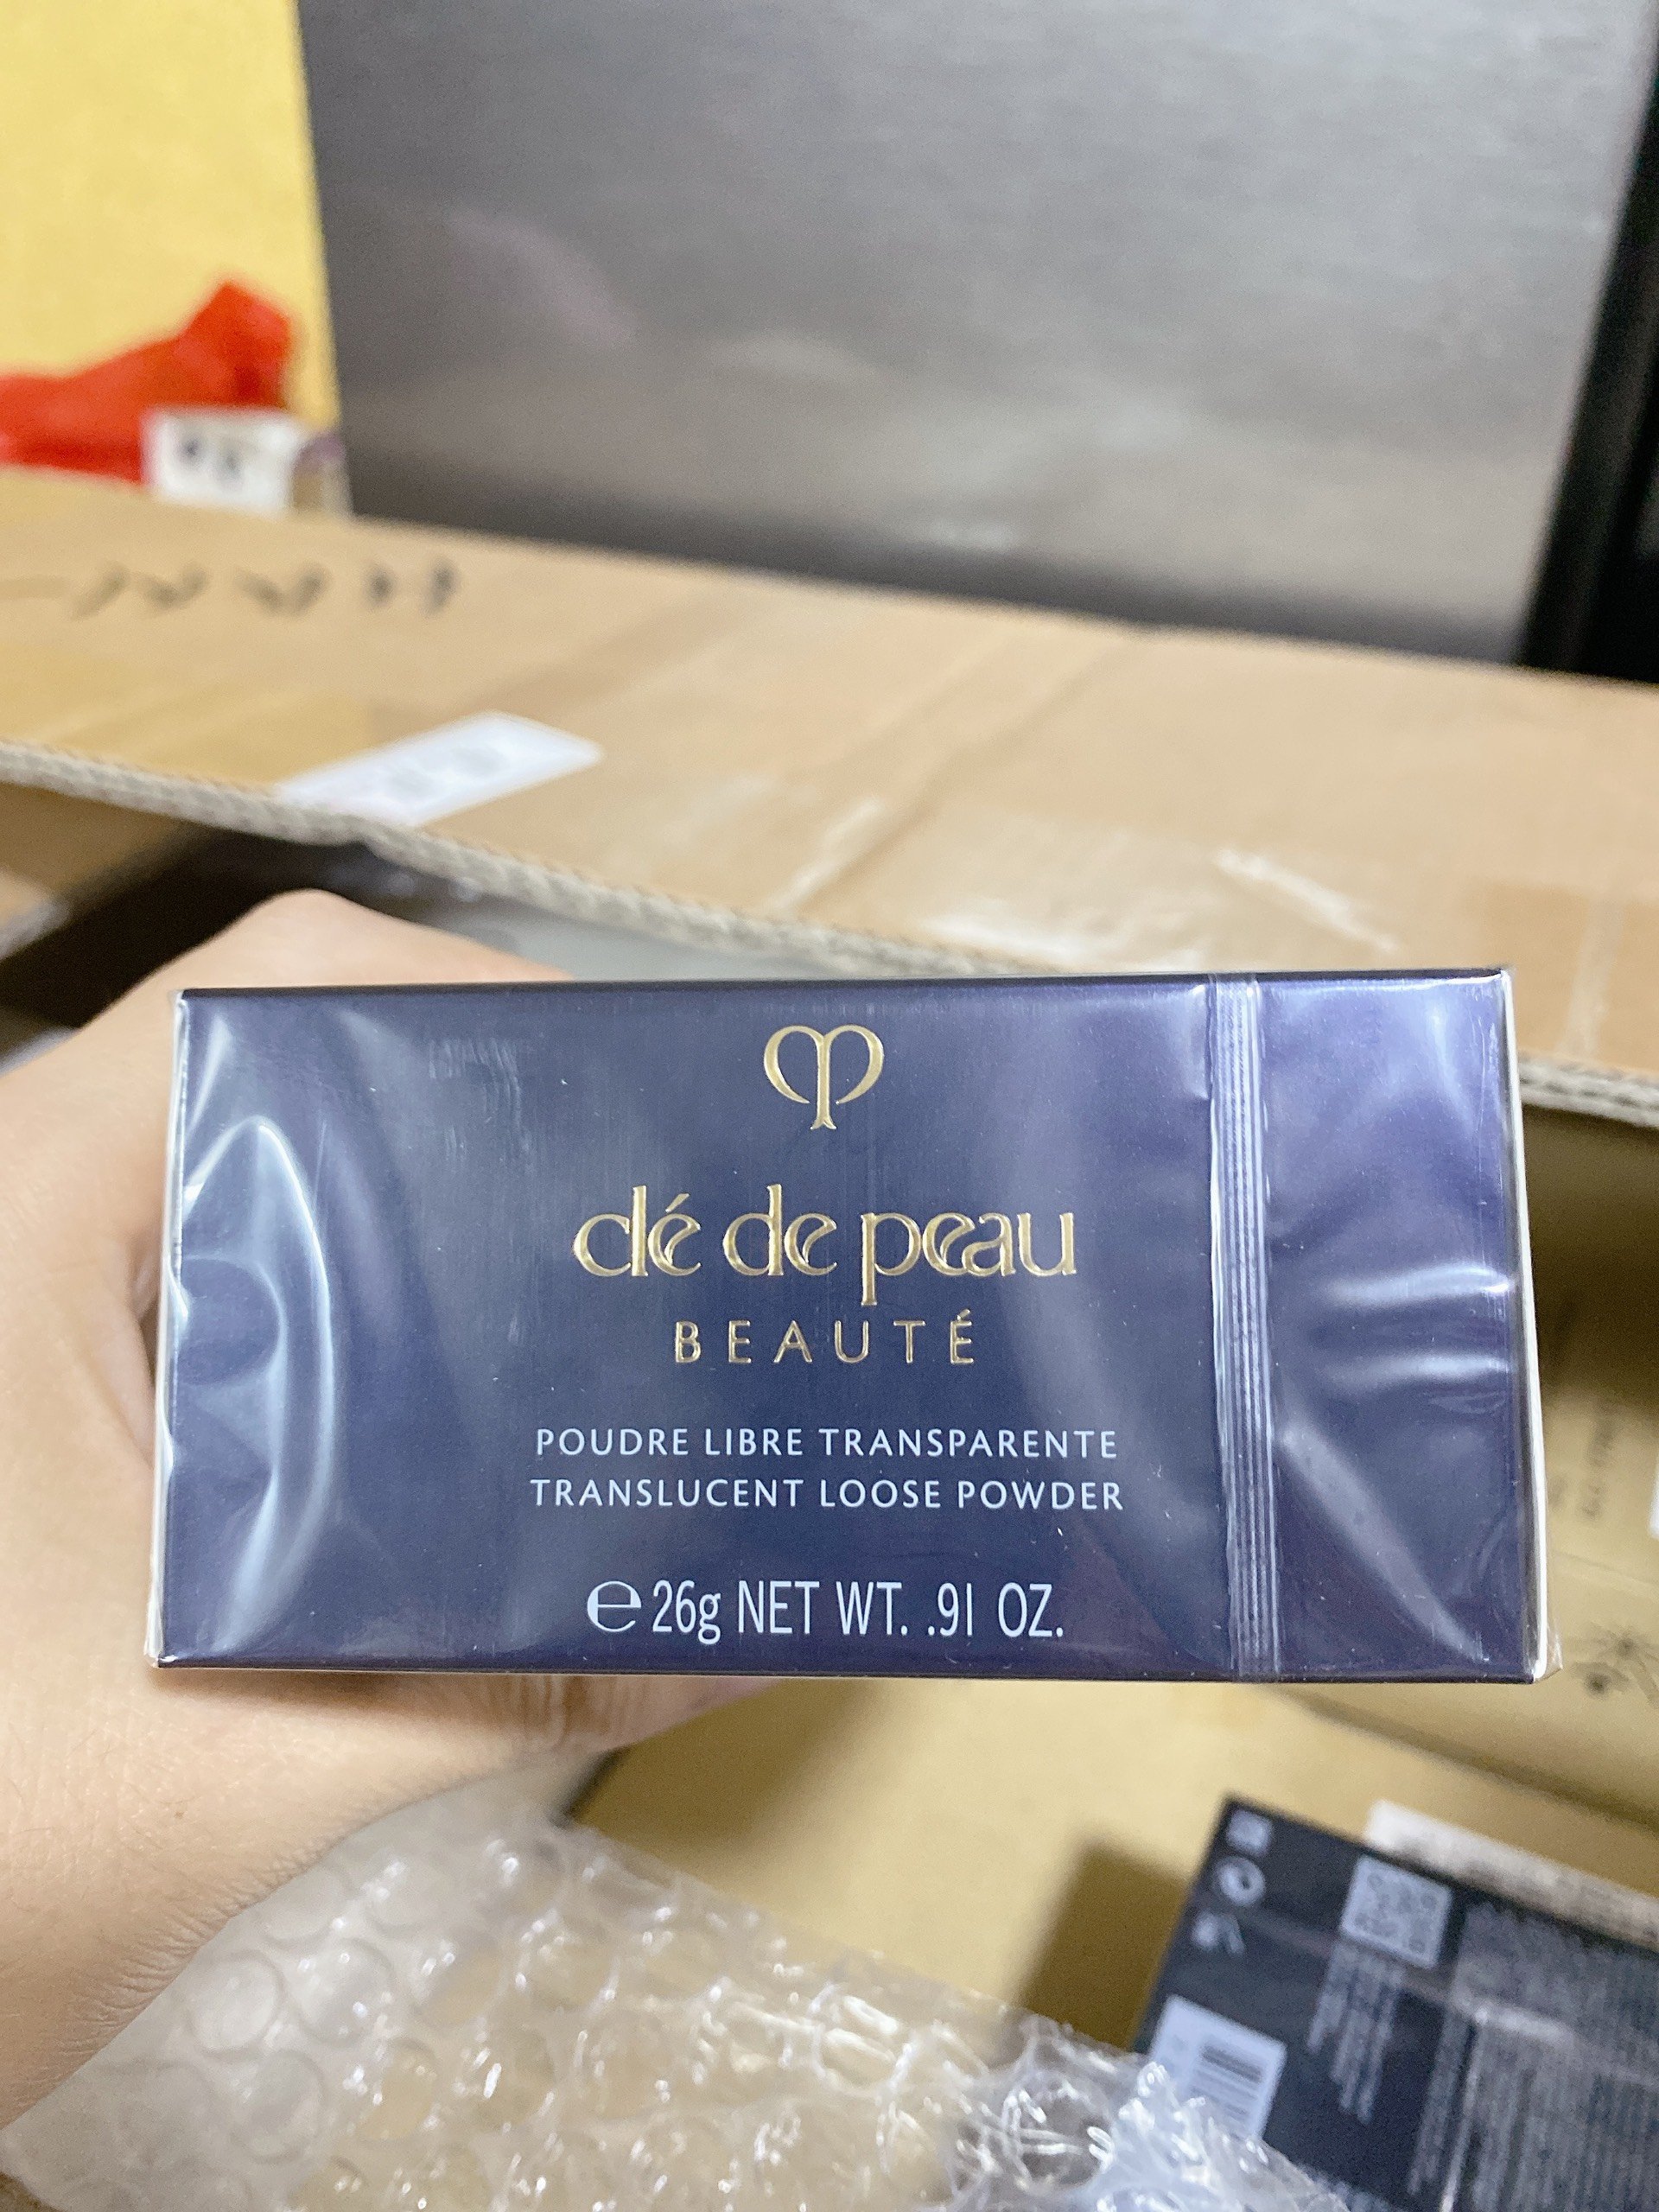 clé de peau
BEAUTÉ
POUDRE LIBRE TRANSPARENTE
TRANSLUCENT LOOSE POWDER
℮ 26g NET WT. .91 OZ.